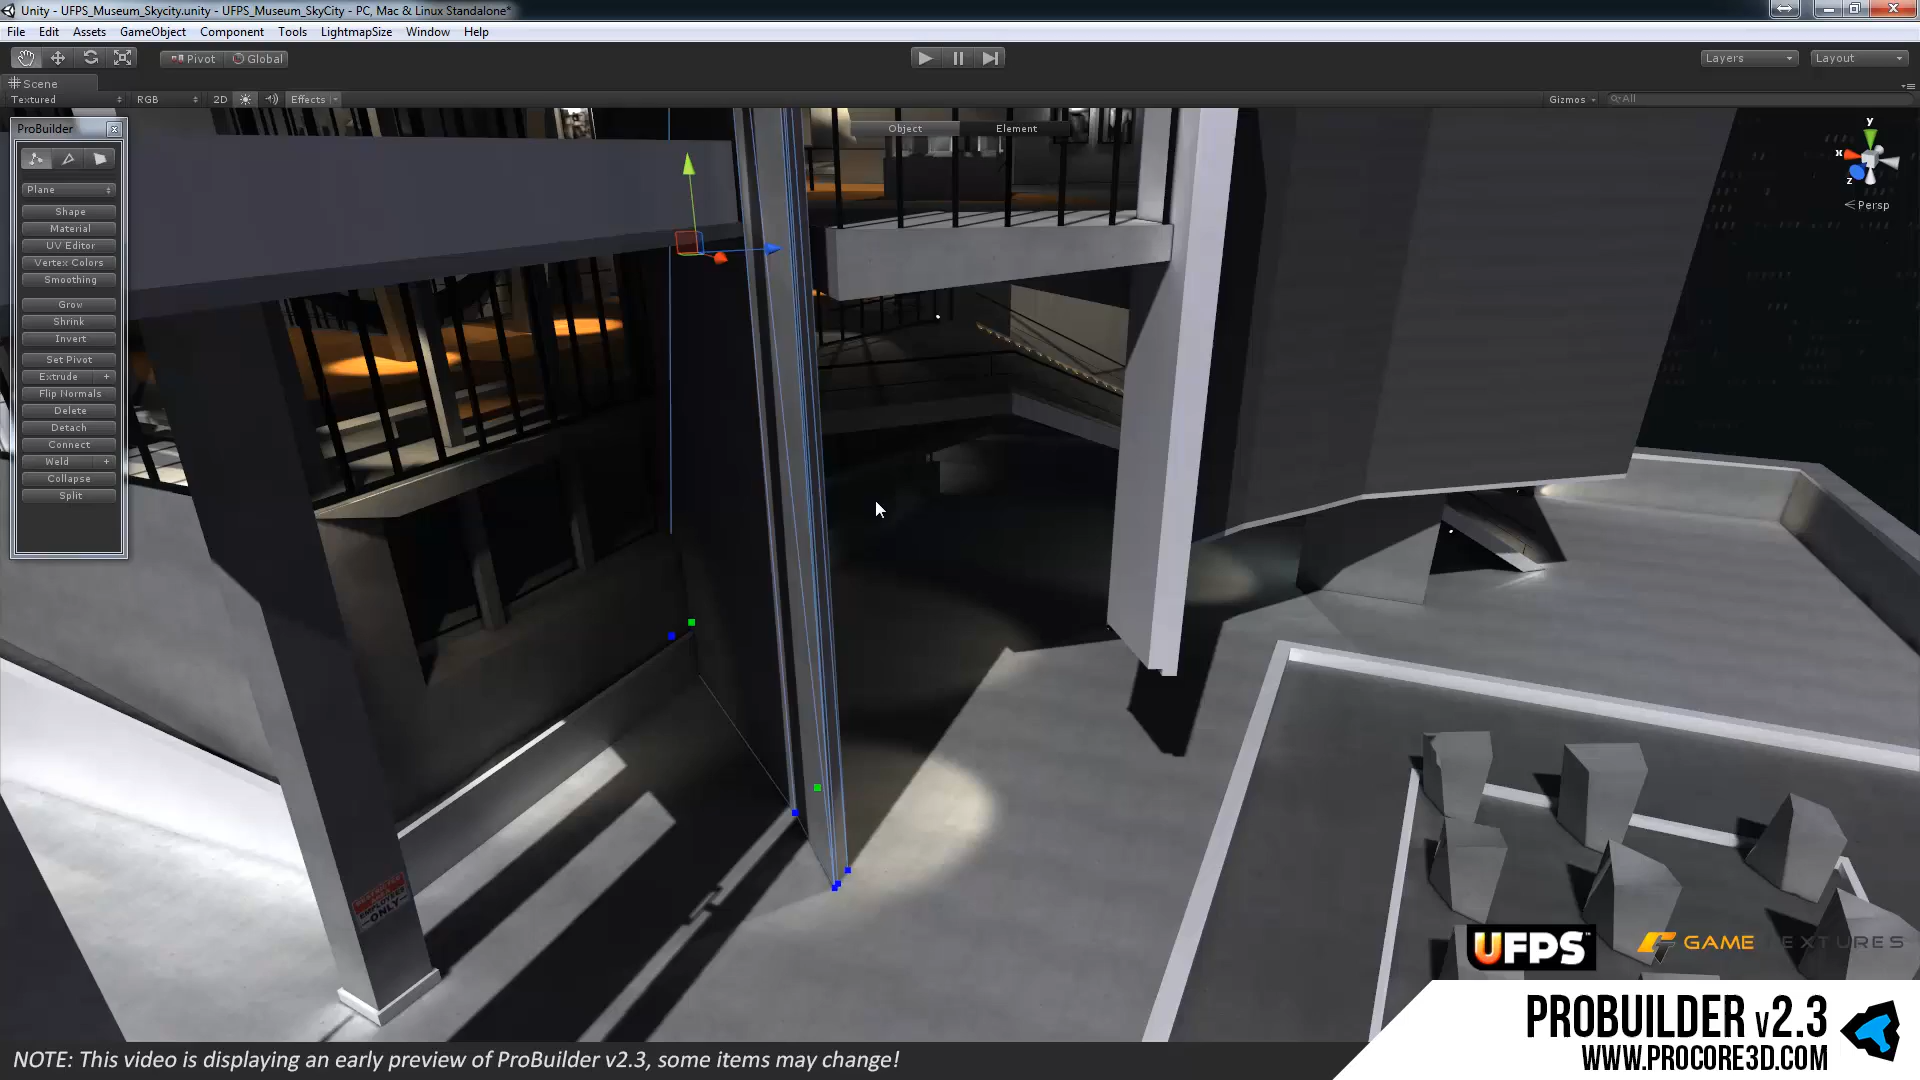 Unity - UFPS_Museum_Skycity.unity - UFPS_Museum_SkyCity - PC, Mac & Linux Standalone*
File Edit Assets GameObject Component Tools LightmapSize Window Help
Pivot Global Layers Layout
Scene
Textured RGB 2D Effects Gizmos All
ProBuilder
Object Element
y
x
z
Persp
Plane
Shape
Material
UV Editor
Vertex Colors
Smoothing
Grow
Shrink
Invert
Set Pivot
Extrude +
Flip Normals
Delete
Detach
Connect
Weld +
Collapse
Split
ONLY
UFPS™ GAME TEXTURES
PROBUILDER v2.3
WWW.PROCORE3D.COM
NOTE: This video is displaying an early preview of ProBuilder v2.3, some items may change!